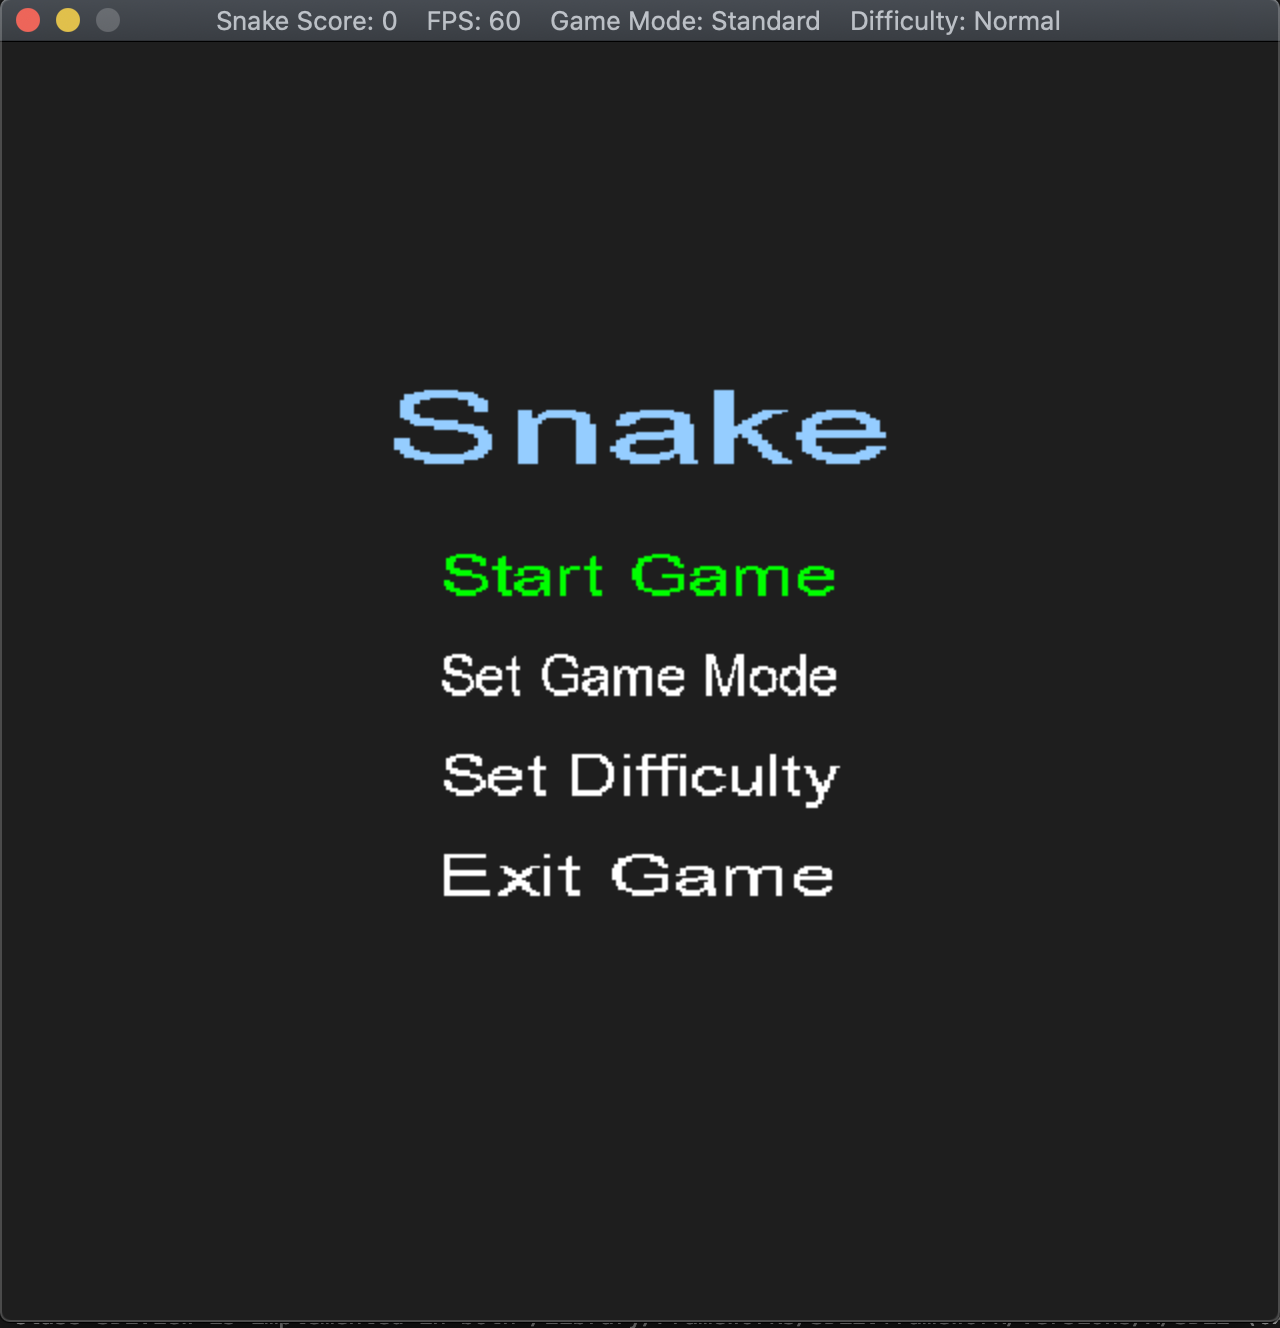 Snake Score: 0    FPS: 60    Game Mode: Standard    Difficulty: Normal
Snake
Start Game
Set Game Mode
Set Difficulty
Exit Game